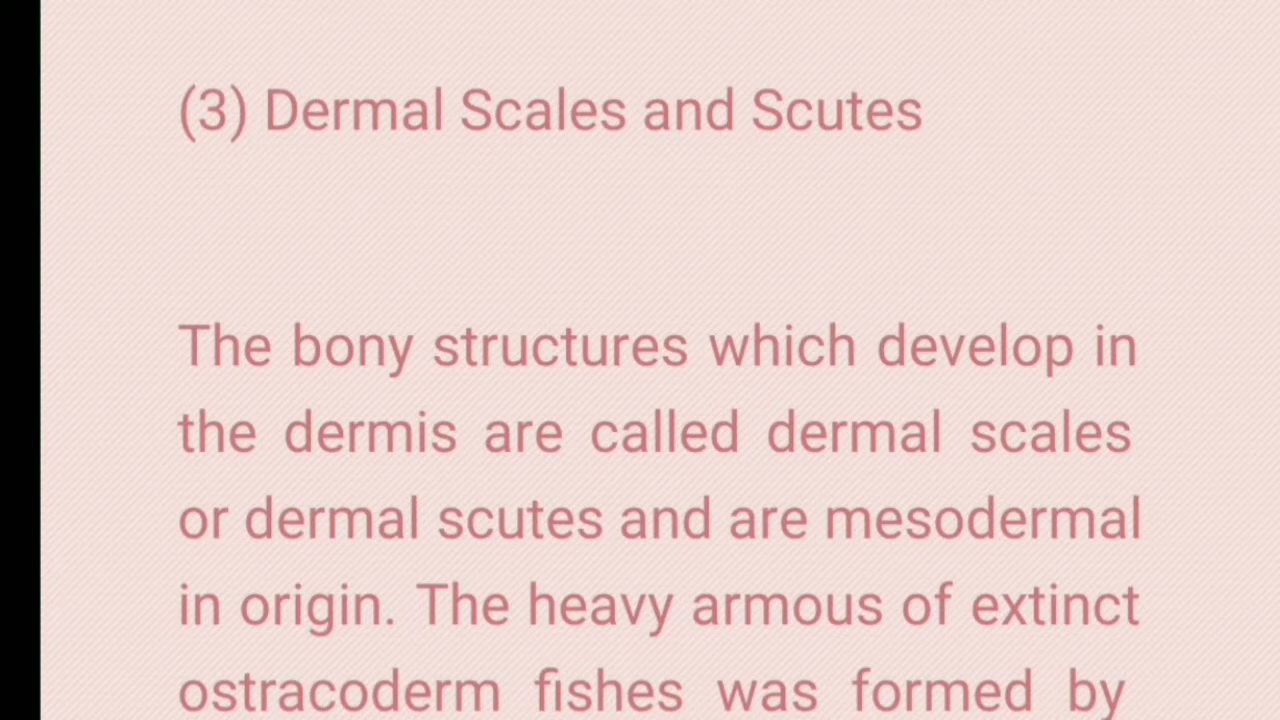 (3) Dermal Scales and Scutes
The bony structures which develop in
the dermis are called dermal scales
or dermal scutes and are mesodermal
in origin. The heavy armous of extinct
ostracoderm fishes was formed by